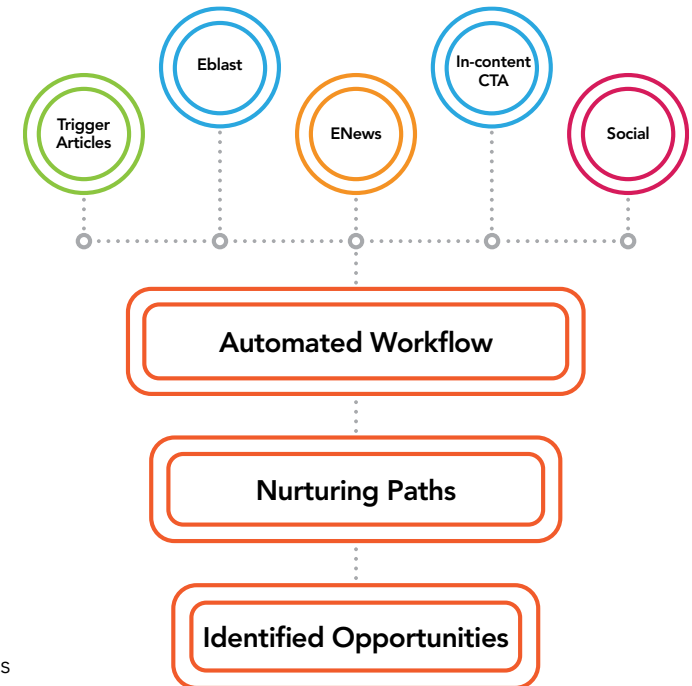 Trigger
Articles
Eblast
ENews
In-content
CTA
Social
Automated Workflow
Nurturing Paths
Identified Opportunities
s